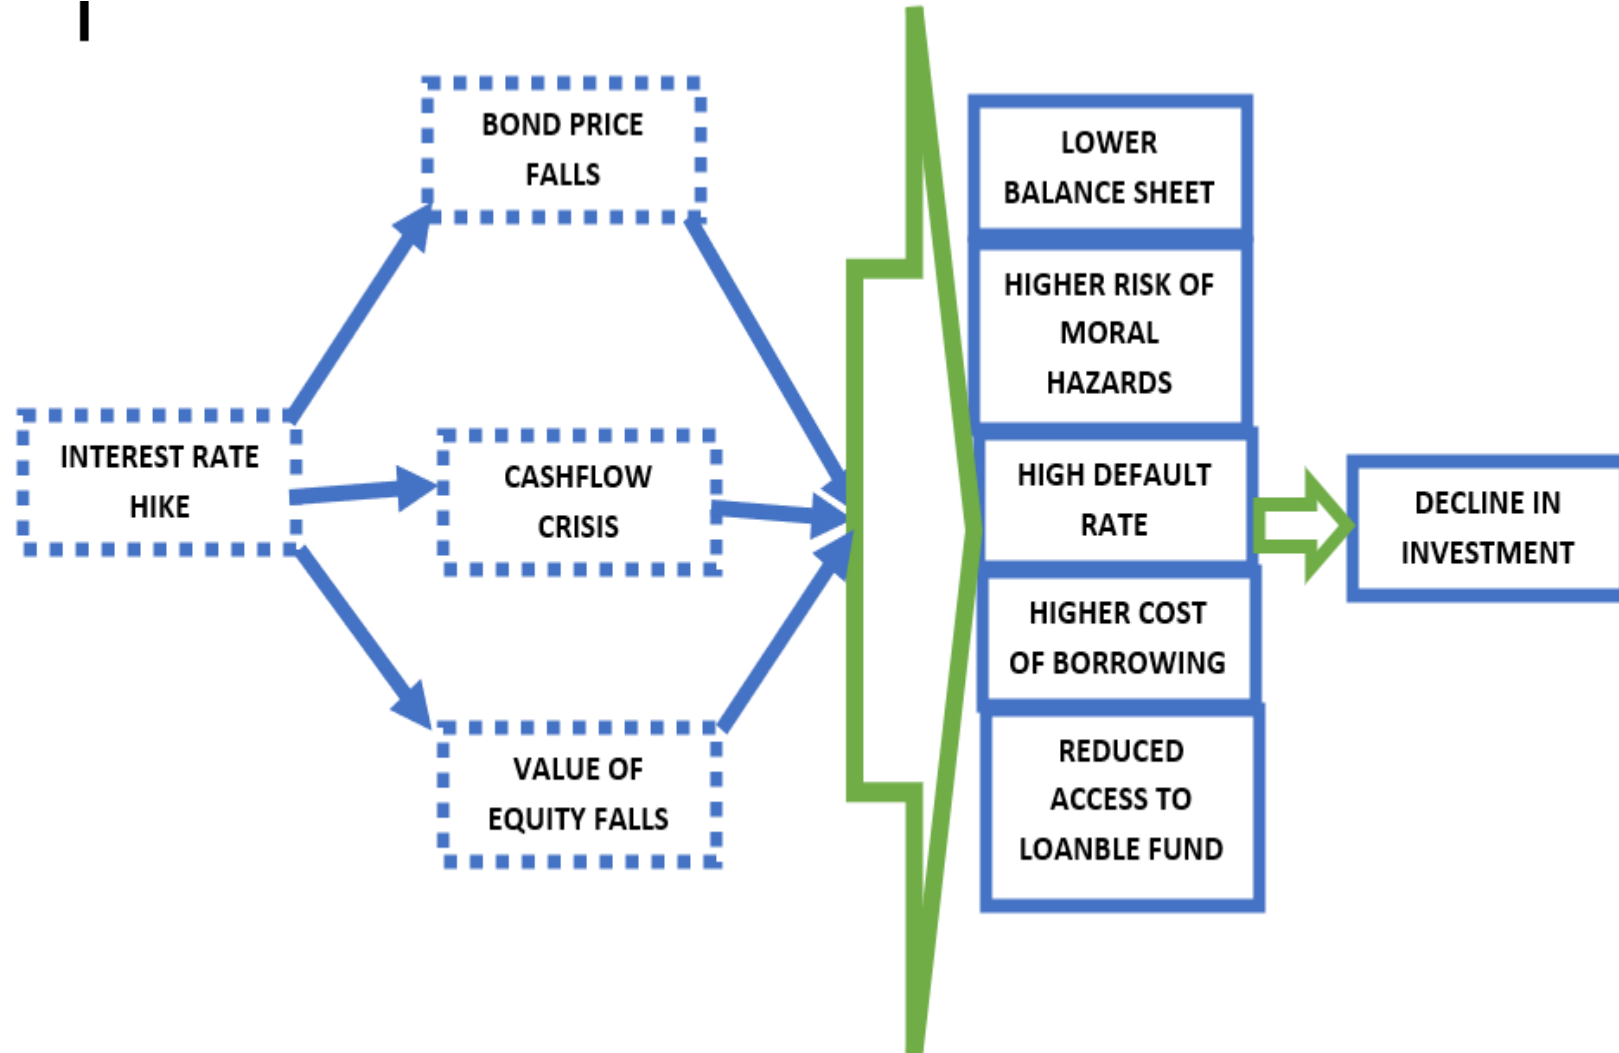 BOND PRICE
FALLS
INTEREST RATE
HIKE
CASHFLOW
CRISIS
VALUE OF
EQUITY FALLS
LOWER
BALANCE SHEET
HIGHER RISK OF
MORAL
HAZARDS
HIGH DEFAULT
RATE
HIGHER COST
OF BORROWING
REDUCED
ACCESS TO
LOANBLE FUND
DECLINE IN
INVESTMENT